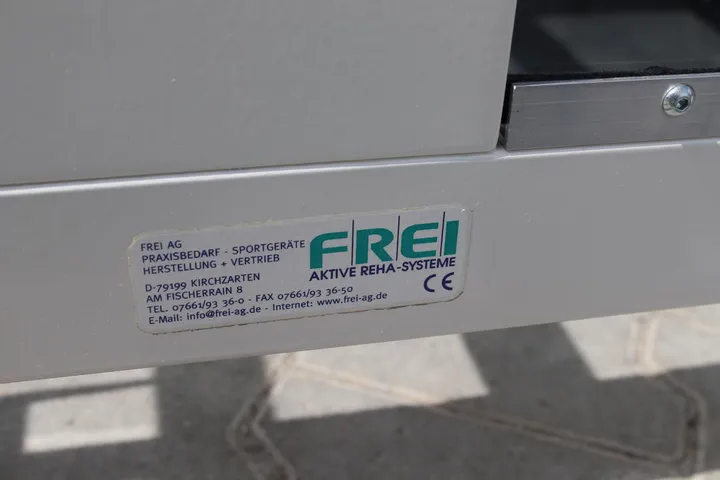 FREI AG
PRAXISBEDARF - SPORTGERÄTE
HERSTELLUNG + VERTRIEB
D-79199 KIRCHZARTEN
AM FISCHERRAIN 8
TEL. 07661/93 36-0 - FAX 07661/93 36-50
E-Mail: info@frei-ag.de - Internet: www.frei-ag.de
FREI
AKTIVE REHA-SYSTEME
CE